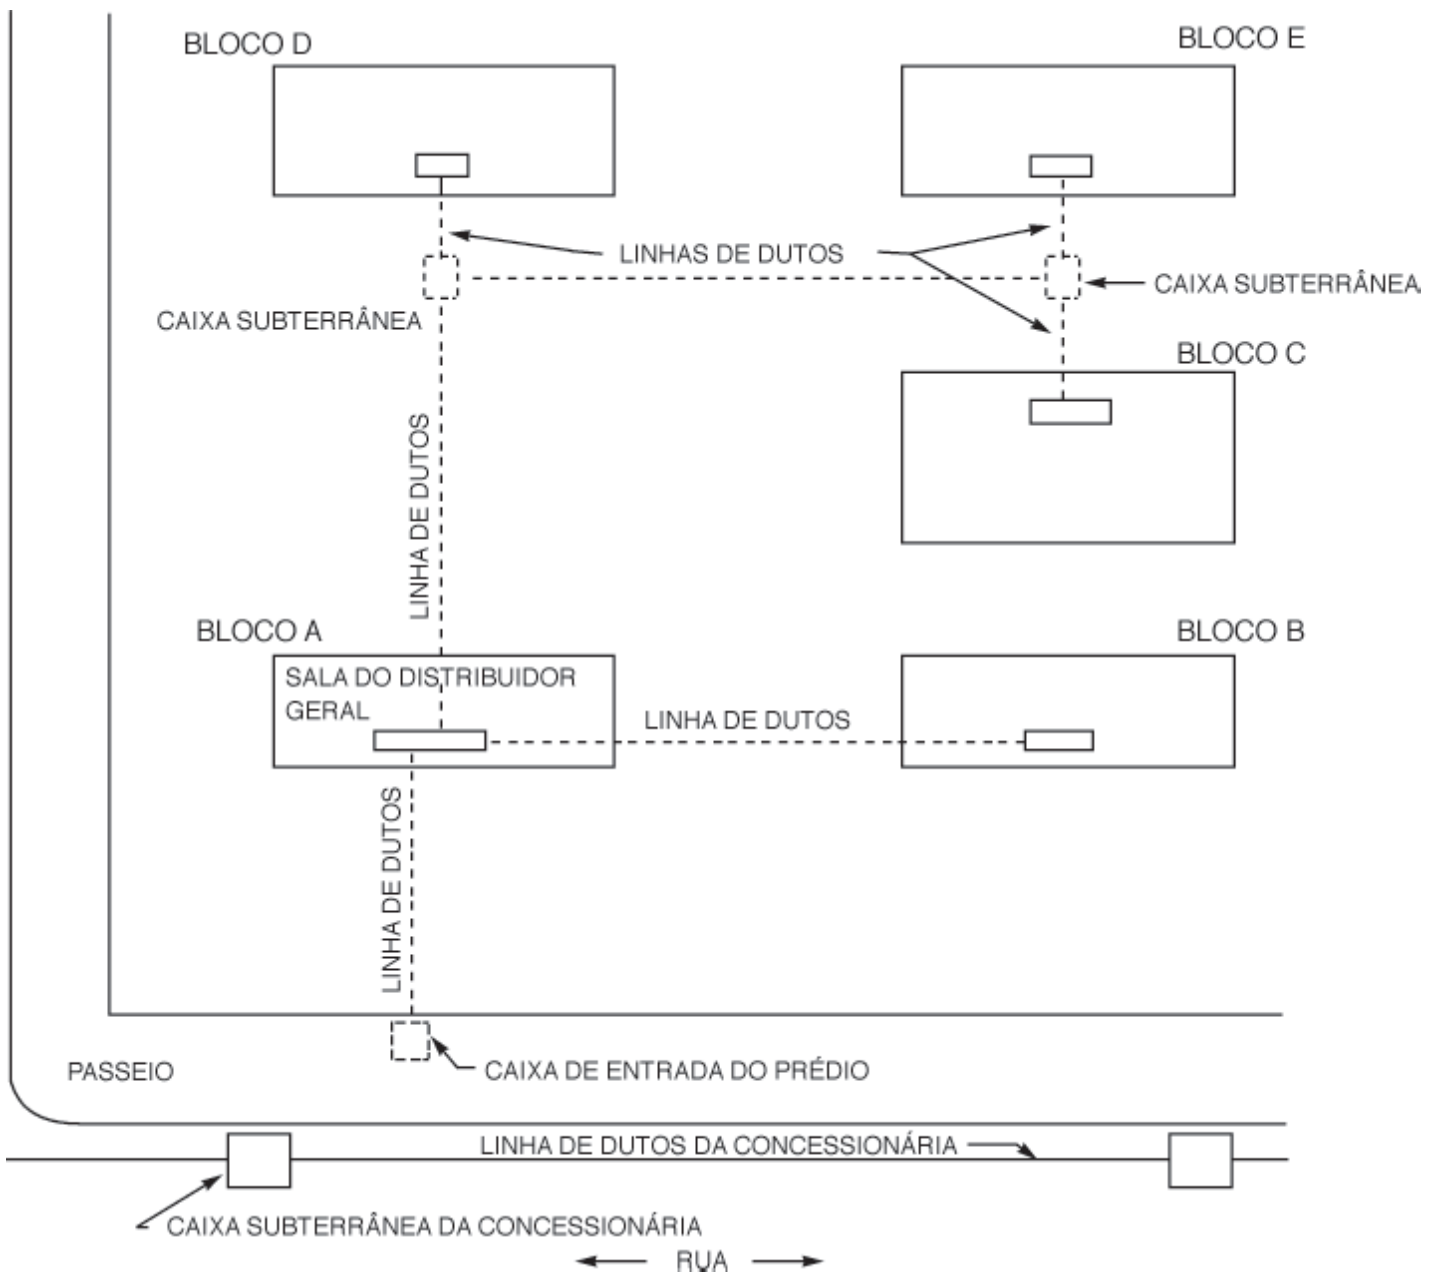 BLOCO D
BLOCO E
LINHAS DE DUTOS
CAIXA SUBTERRÂNEA
CAIXA SUBTERRÂNEA
BLOCO C
LINHA DE DUTOS
BLOCO A
BLOCO B
SALA DO DISTRIBUIDOR
GERAL
LINHA DE DUTOS
LINHA DE DUTOS
CAIXA DE ENTRADA DO PRÉDIO
PASSEIO
LINHA DE DUTOS DA CONCESSIONÁRIA
CAIXA SUBTERRÂNEA DA CONCESSIONÁRIA
RUA